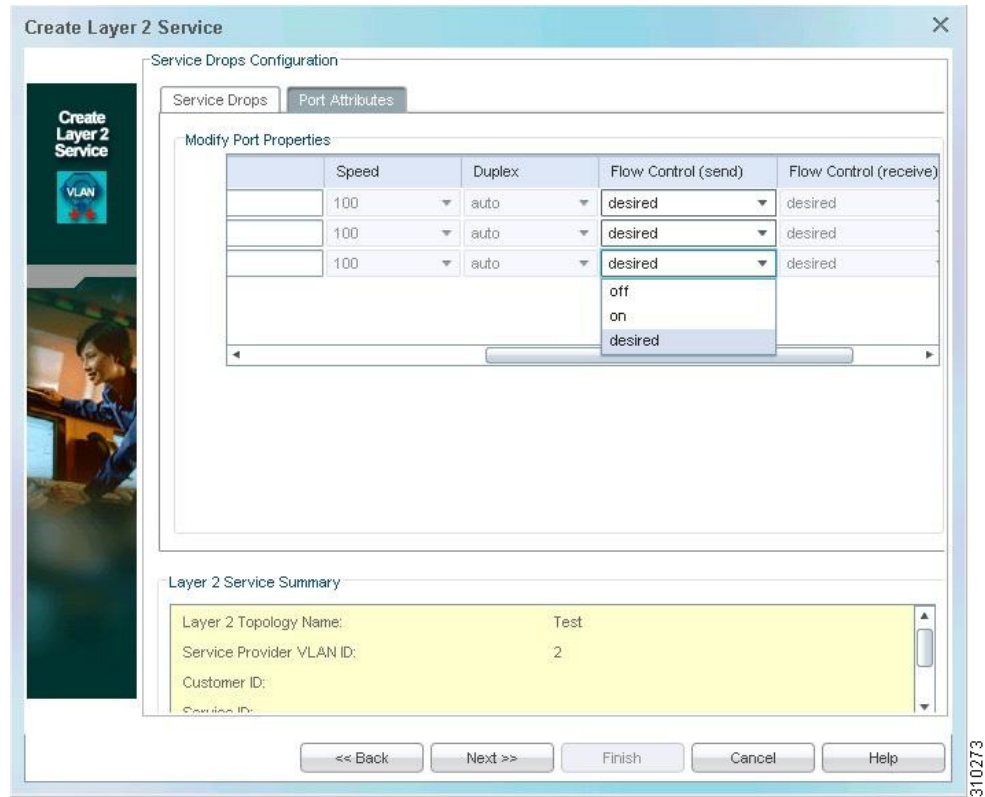 Create Layer 2 Service
Service Drops Configuration
Service Drops Port Attributes
Create
Layer 2
Service
VLAN
Modify Port Properties
Speed Duplex Flow Control (send) Flow Control (receive)
100 auto desired desired
100 auto desired desired
100 auto desired desired
off
on
desired
Layer 2 Service Summary
Layer 2 Topology Name: Test
Service Provider VLAN ID: 2
Customer ID:
Service ID:
<< Back Next >> Finish Cancel Help
310273